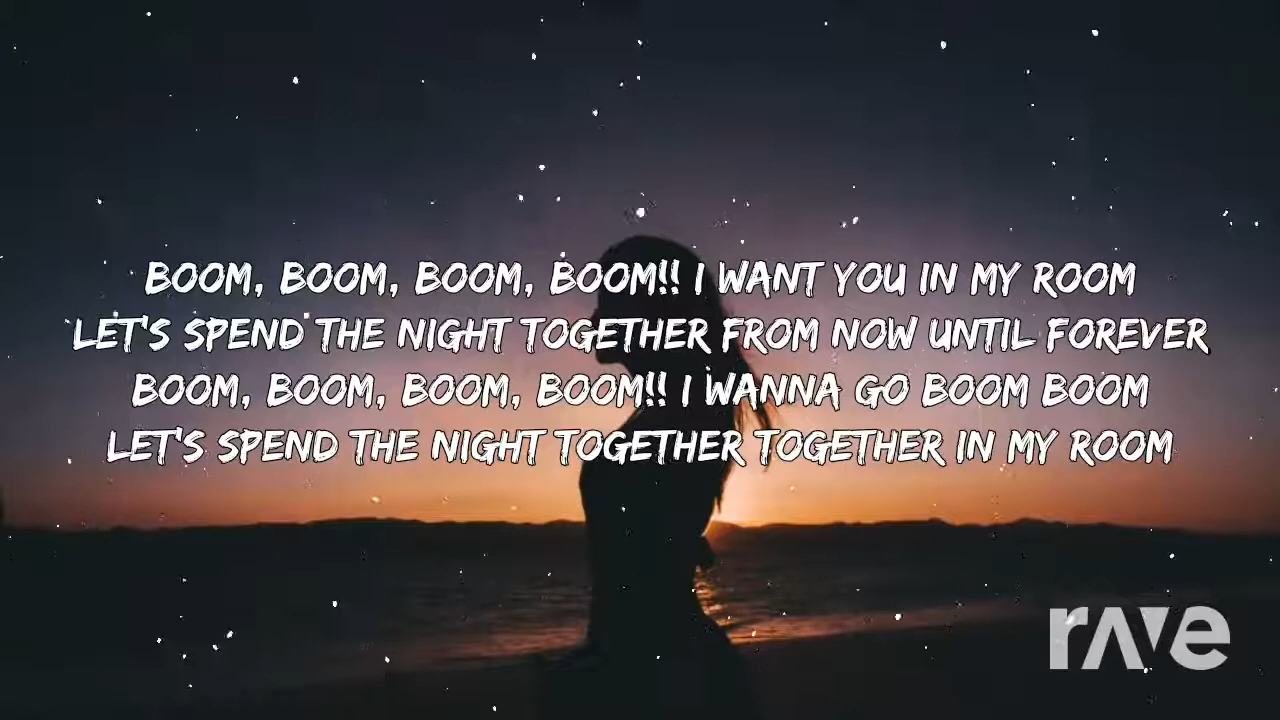 BOOM, BOOM, BOOM, BOOM!! I WANT YOU IN MY ROOM
LET'S SPEND THE NIGHT TOGETHER FROM NOW UNTIL FOREVER
BOOM, BOOM, BOOM, BOOM!! I WANNA GO BOOM BOOM
LET'S SPEND THE NIGHT TOGETHER TOGETHER IN MY ROOM
rave